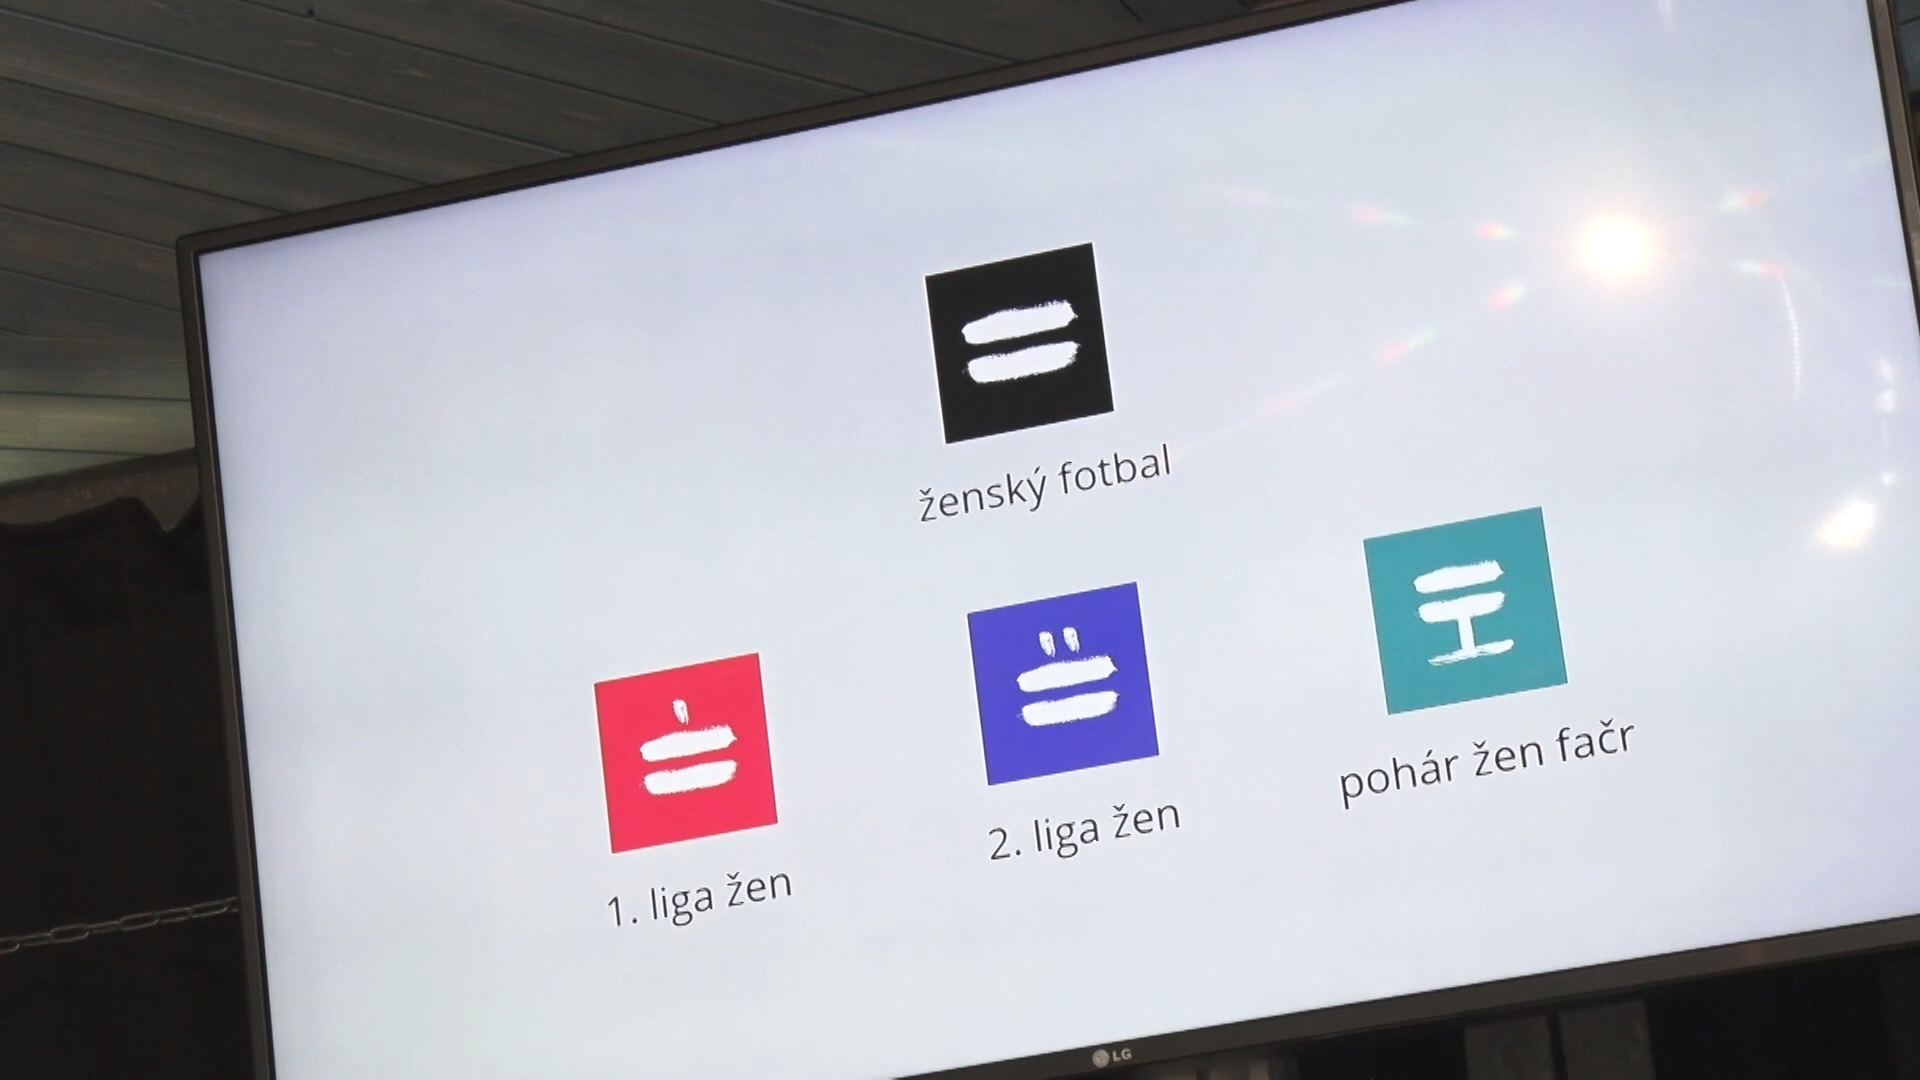 ženský fotbal
1. liga žen
2. liga žen
pohár žen fačr
LG